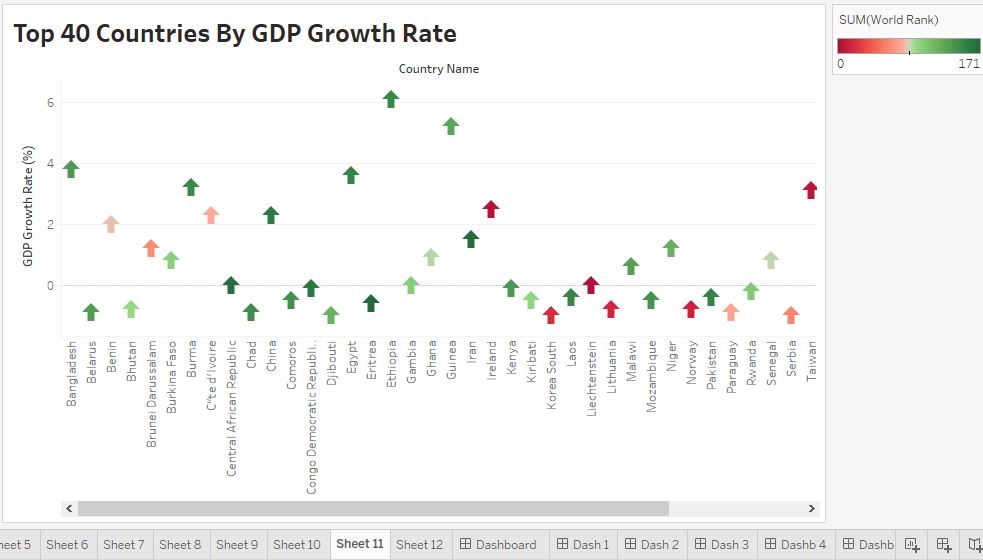 Top 40 Countries By GDP Growth Rate
Country Name
GDP Growth Rate (%)
6
4
2
0
Bangladesh
Belarus
Benin
Bhutan
Brunei Darussalam
Burkina Faso
Burma
C“te d'Ivoire
Central African Republic
Chad
China
Comoros
Congo Democratic Republi..
Djibouti
Egypt
Eritrea
Ethiopia
Gambia
Ghana
Guinea
Iran
Ireland
Kenya
Kiribati
Korea South
Laos
Liechtenstein
Lithuania
Malawi
Mozambique
Niger
Norway
Pakistan
Paraguay
Rwanda
Senegal
Serbia
Taiwan
SUM(World Rank)
0 171
neet 5 Sheet 6 Sheet 7 Sheet 8 Sheet 9 Sheet 10 Sheet 11 Sheet 12 Dashboard Dash 1 Dash 2 Dash 3 Dashb 4 Dashb